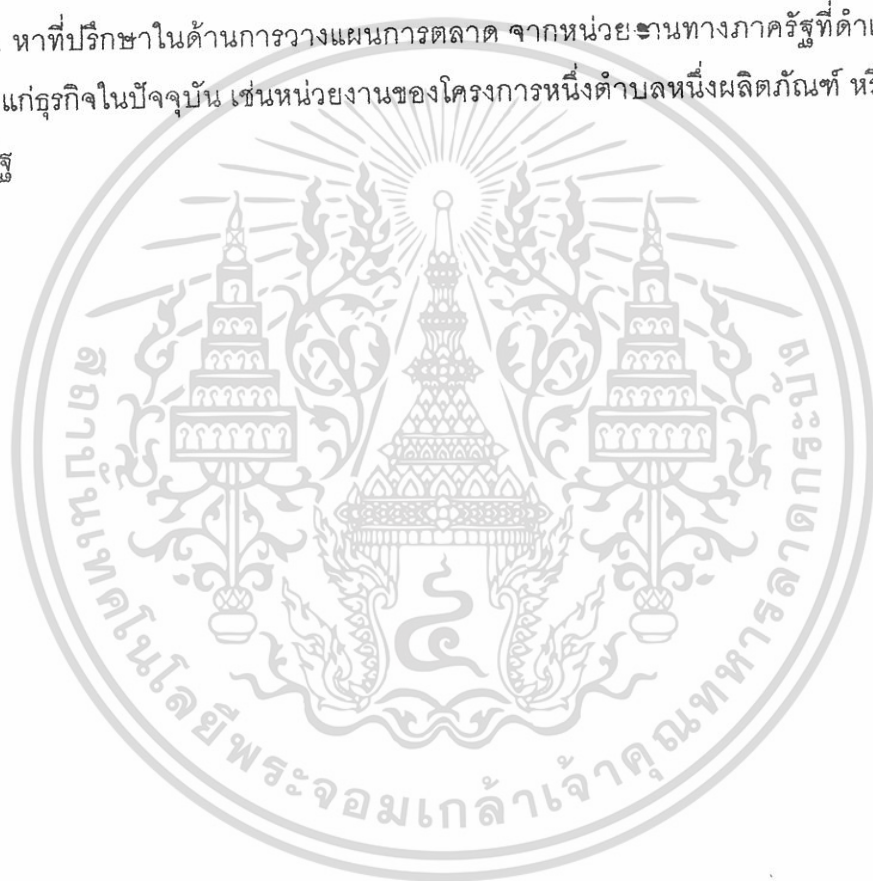 . หาที่ปรึกษาในด้านการวางแผนการตลาด จากหน่วยงานทางภาครัฐที่ดำเ
แก่ธุรกิจในปัจจุบัน เช่นหน่วยงานของโครงการหนึ่งตำบลหนึ่งผลิตภัณฑ์ หรื
ฐ
สถาบันเทคโนโลยีพระจอมเกล้าเจ้าคุณทหารลาดกระบัง
๔